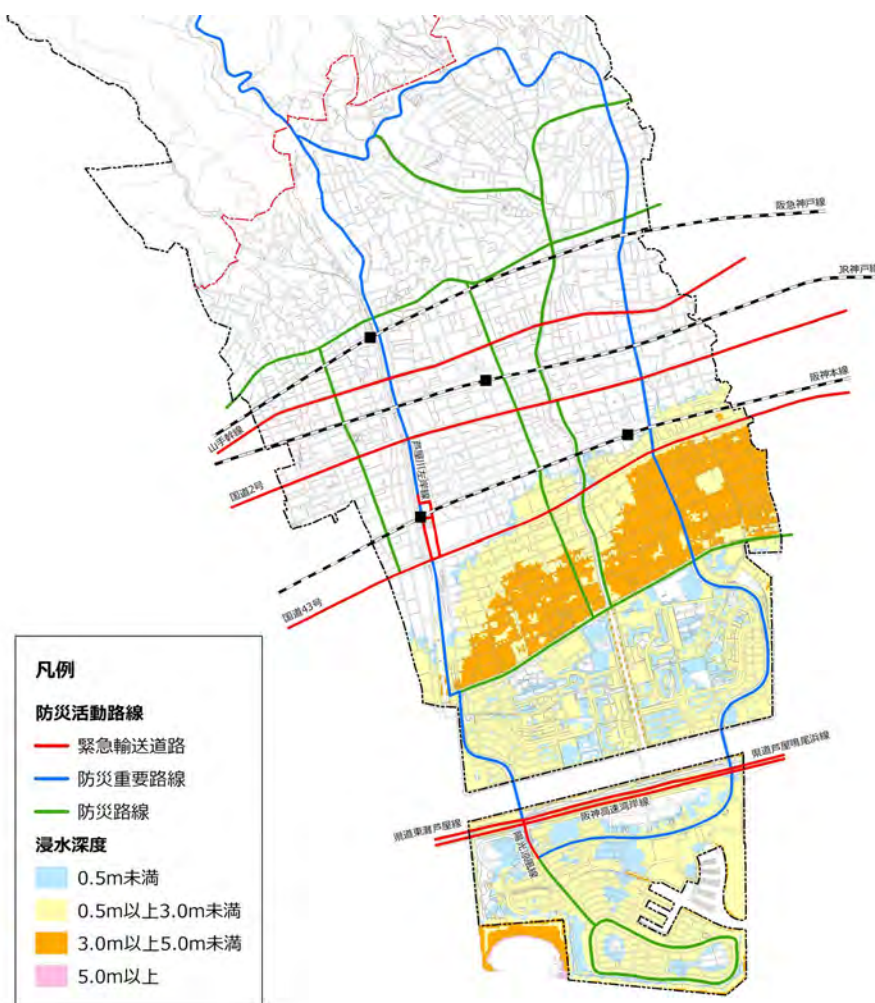 阪急神戸線
JR神戸線
阪神本線
山手幹線
国道2号
芦屋川左岸線
国道43号
県道芦屋鳴尾浜線
阪神高速湾岸線
県道東灘芦屋線
陽光涼風線
凡例
防災活動路線
緊急輸送道路
防災重要路線
防災路線
浸水深度
0.5m未満
0.5m以上3.0m未満
3.0m以上5.0m未満
5.0m以上